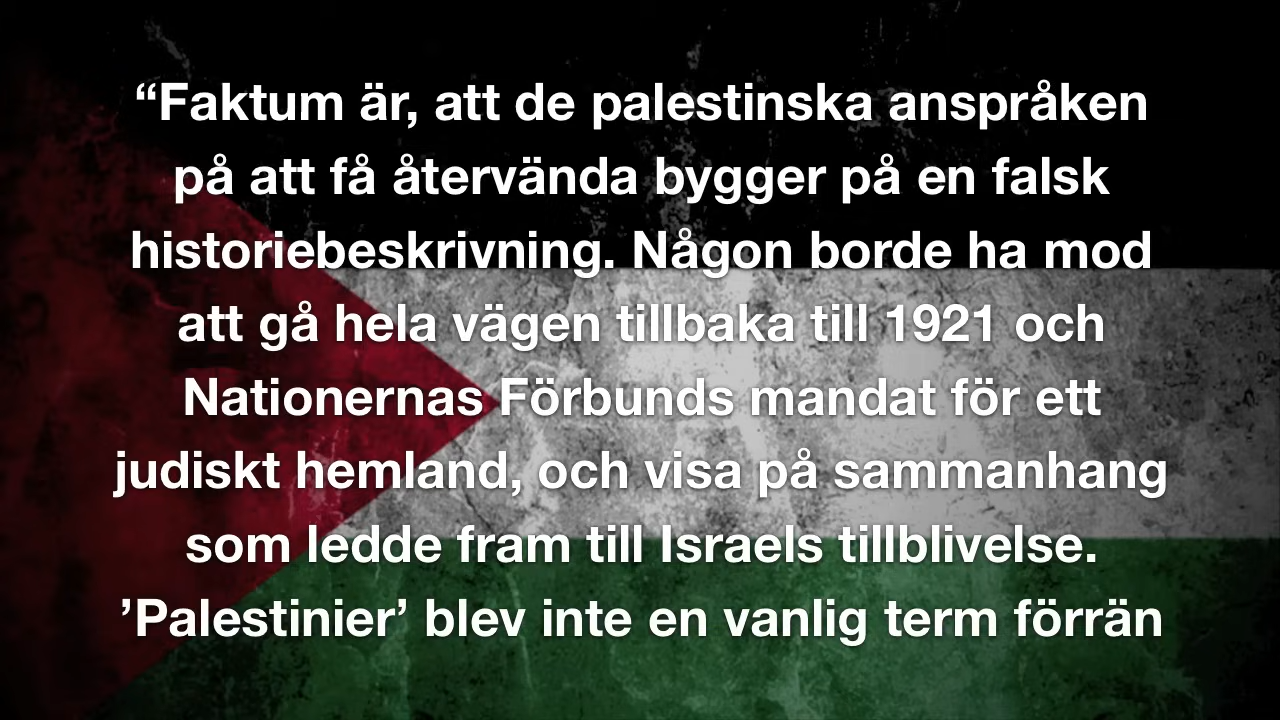 “Faktum är, att de palestinska anspråken
på att få återvända bygger på en falsk
historiebeskrivning. Någon borde ha mod
att gå hela vägen tillbaka till 1921 och
Nationernas Förbunds mandat för ett
judiskt hemland, och visa på sammanhang
som ledde fram till Israels tillblivelse.
’Palestinier’ blev inte en vanlig term förrän